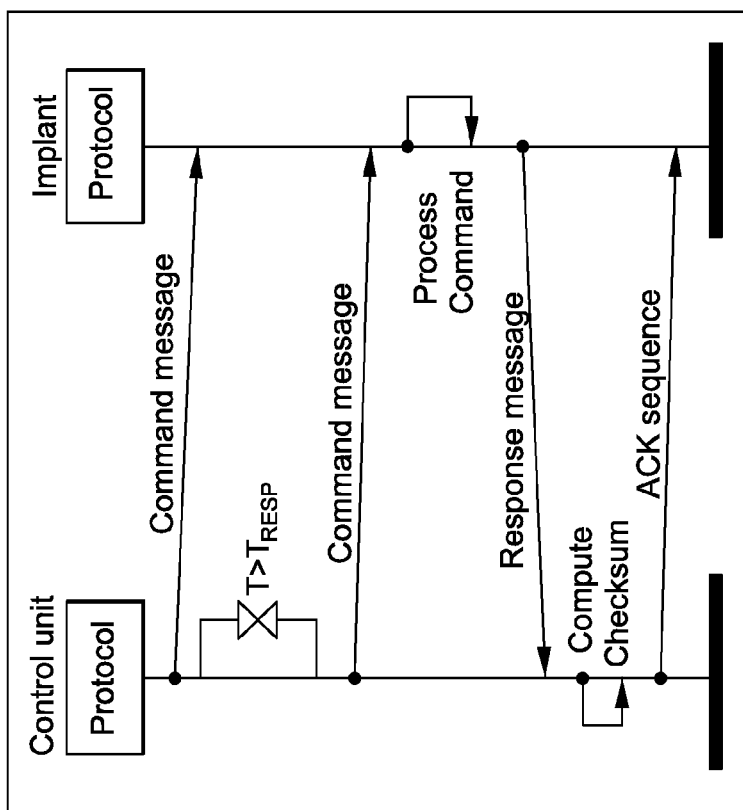 Control unit
Protocol
Implant
Protocol
Command message
T>T_RESP
Command message
Process
Command
Response message
Compute
Checksum
ACK sequence